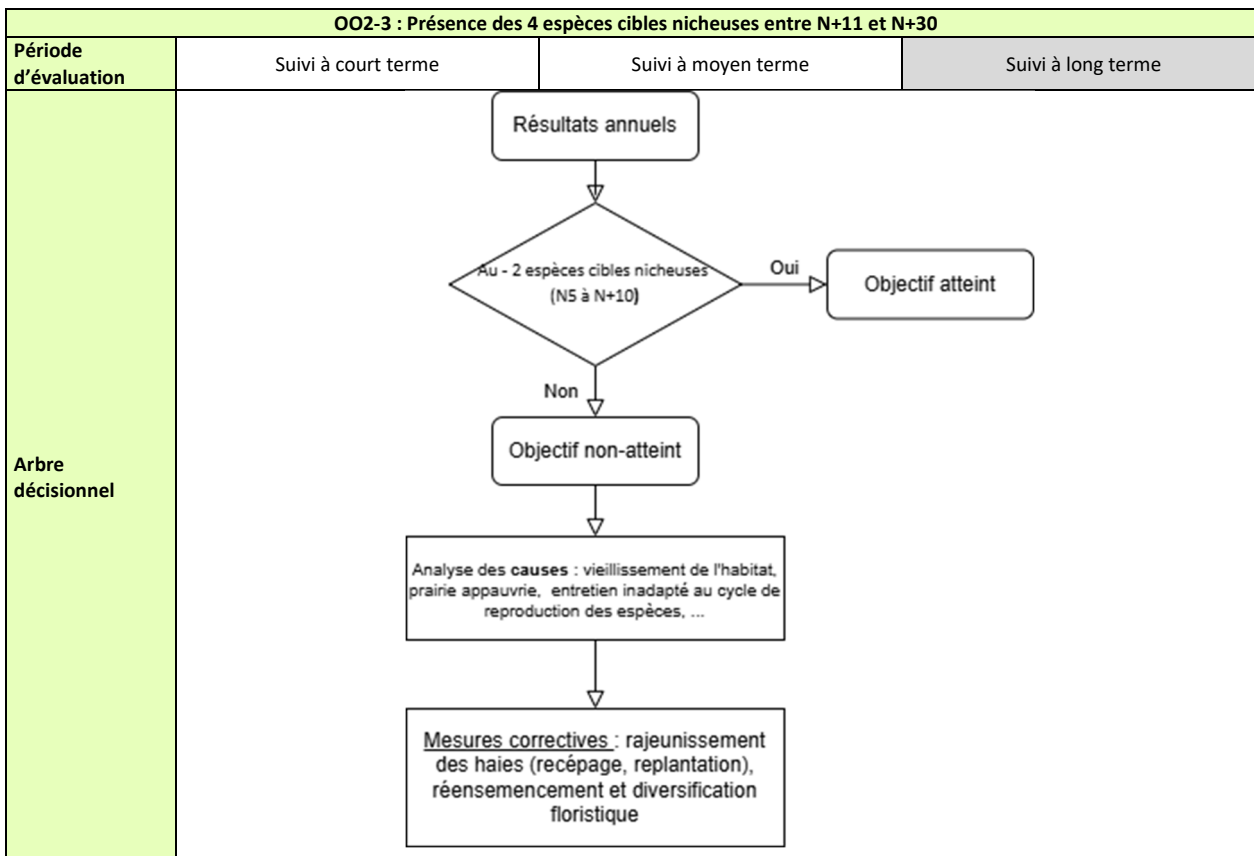 OO2-3 : Présence des 4 espèces cibles nicheuses entre N+11 et N+30
Période
d’évaluation
Suivi à court terme
Suivi à moyen terme
Suivi à long terme
Arbre
décisionnel
Résultats annuels
Au - 2 espèces cibles nicheuses
(N5 à N+10)
Oui
Objectif atteint
Non
Objectif non-atteint
Analyse des causes : vieillissement de l'habitat,
prairie appauvrie, entretien inadapté au cycle de
reproduction des espèces, ...
Mesures correctives : rajeunissement
des haies (recépage, replantation),
réensemencement et diversification
floristique